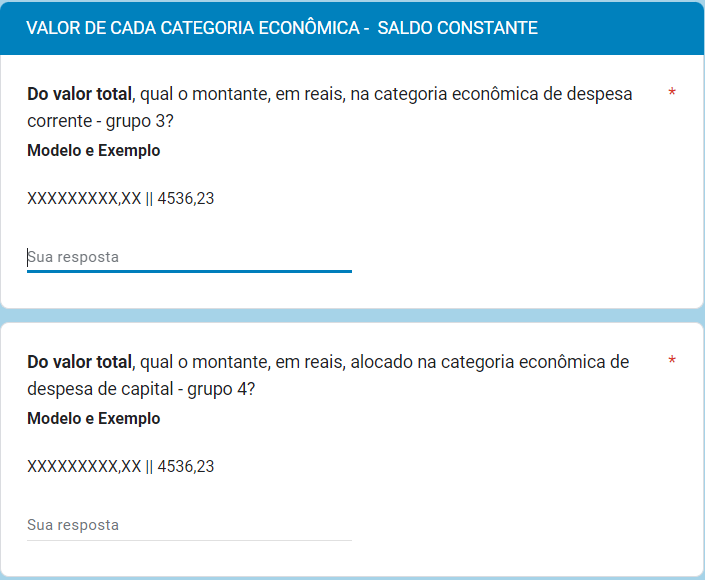 VALOR DE CADA CATEGORIA ECONÔMICA - SALDO CONSTANTE
Do valor total, qual o montante, em reais, na categoria econômica de despesa *
corrente - grupo 3?
Modelo e Exemplo
XXXXXXXXX,XX || 4536,23
Sua resposta
Do valor total, qual o montante, em reais, alocado na categoria econômica de *
despesa de capital - grupo 4?
Modelo e Exemplo
XXXXXXXXX,XX || 4536,23
Sua resposta